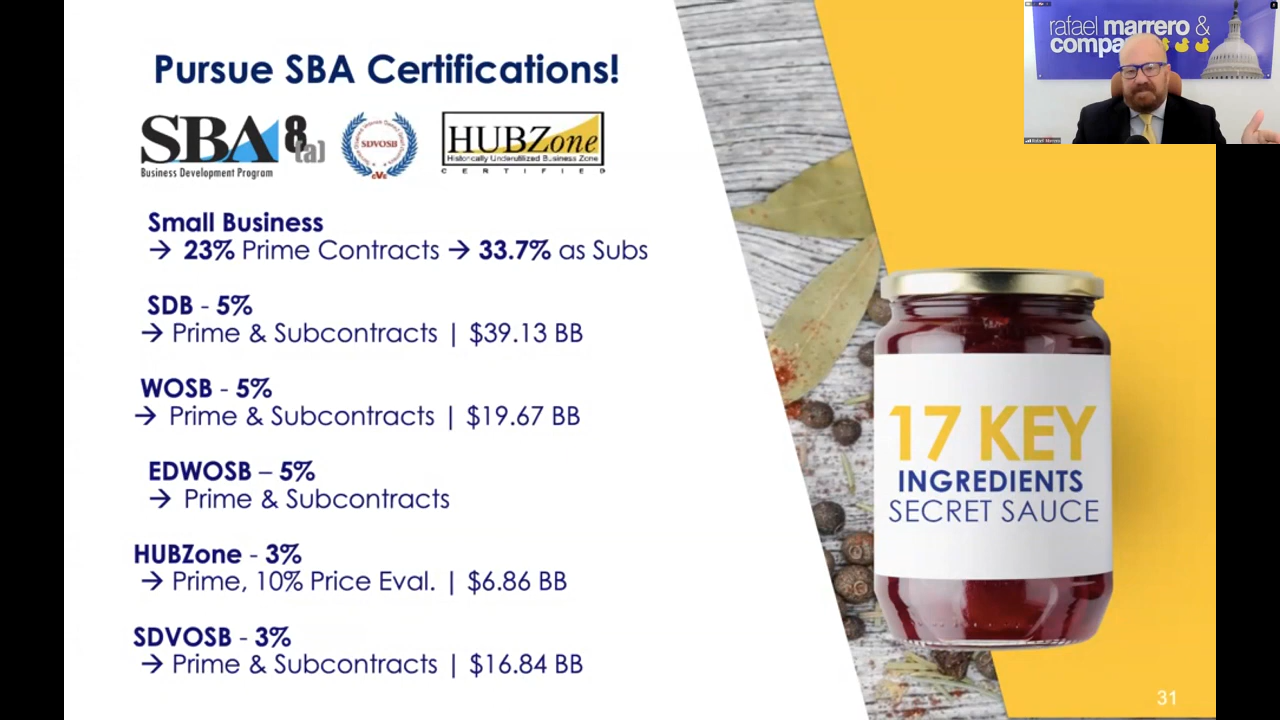 Pursue SBA Certifications!
SBA 8(a)
Business Development Program
SDVOSB
CVE
HUBZone
Historically Underutilized Business Zone
CERTIFIED
Small Business
→ 23% Prime Contracts → 33.7% as Subs
SDB - 5%
→ Prime & Subcontracts | $39.13 BB
WOSB - 5%
→ Prime & Subcontracts | $19.67 BB
EDWOSB – 5%
→ Prime & Subcontracts
HUBZone - 3%
→ Prime, 10% Price Eval. | $6.86 BB
SDVOSB - 3%
→ Prime & Subcontracts | $16.84 BB
rafael marrero &
Rafael Marrero
17 KEY
INGREDIENTS
SECRET SAUCE
31